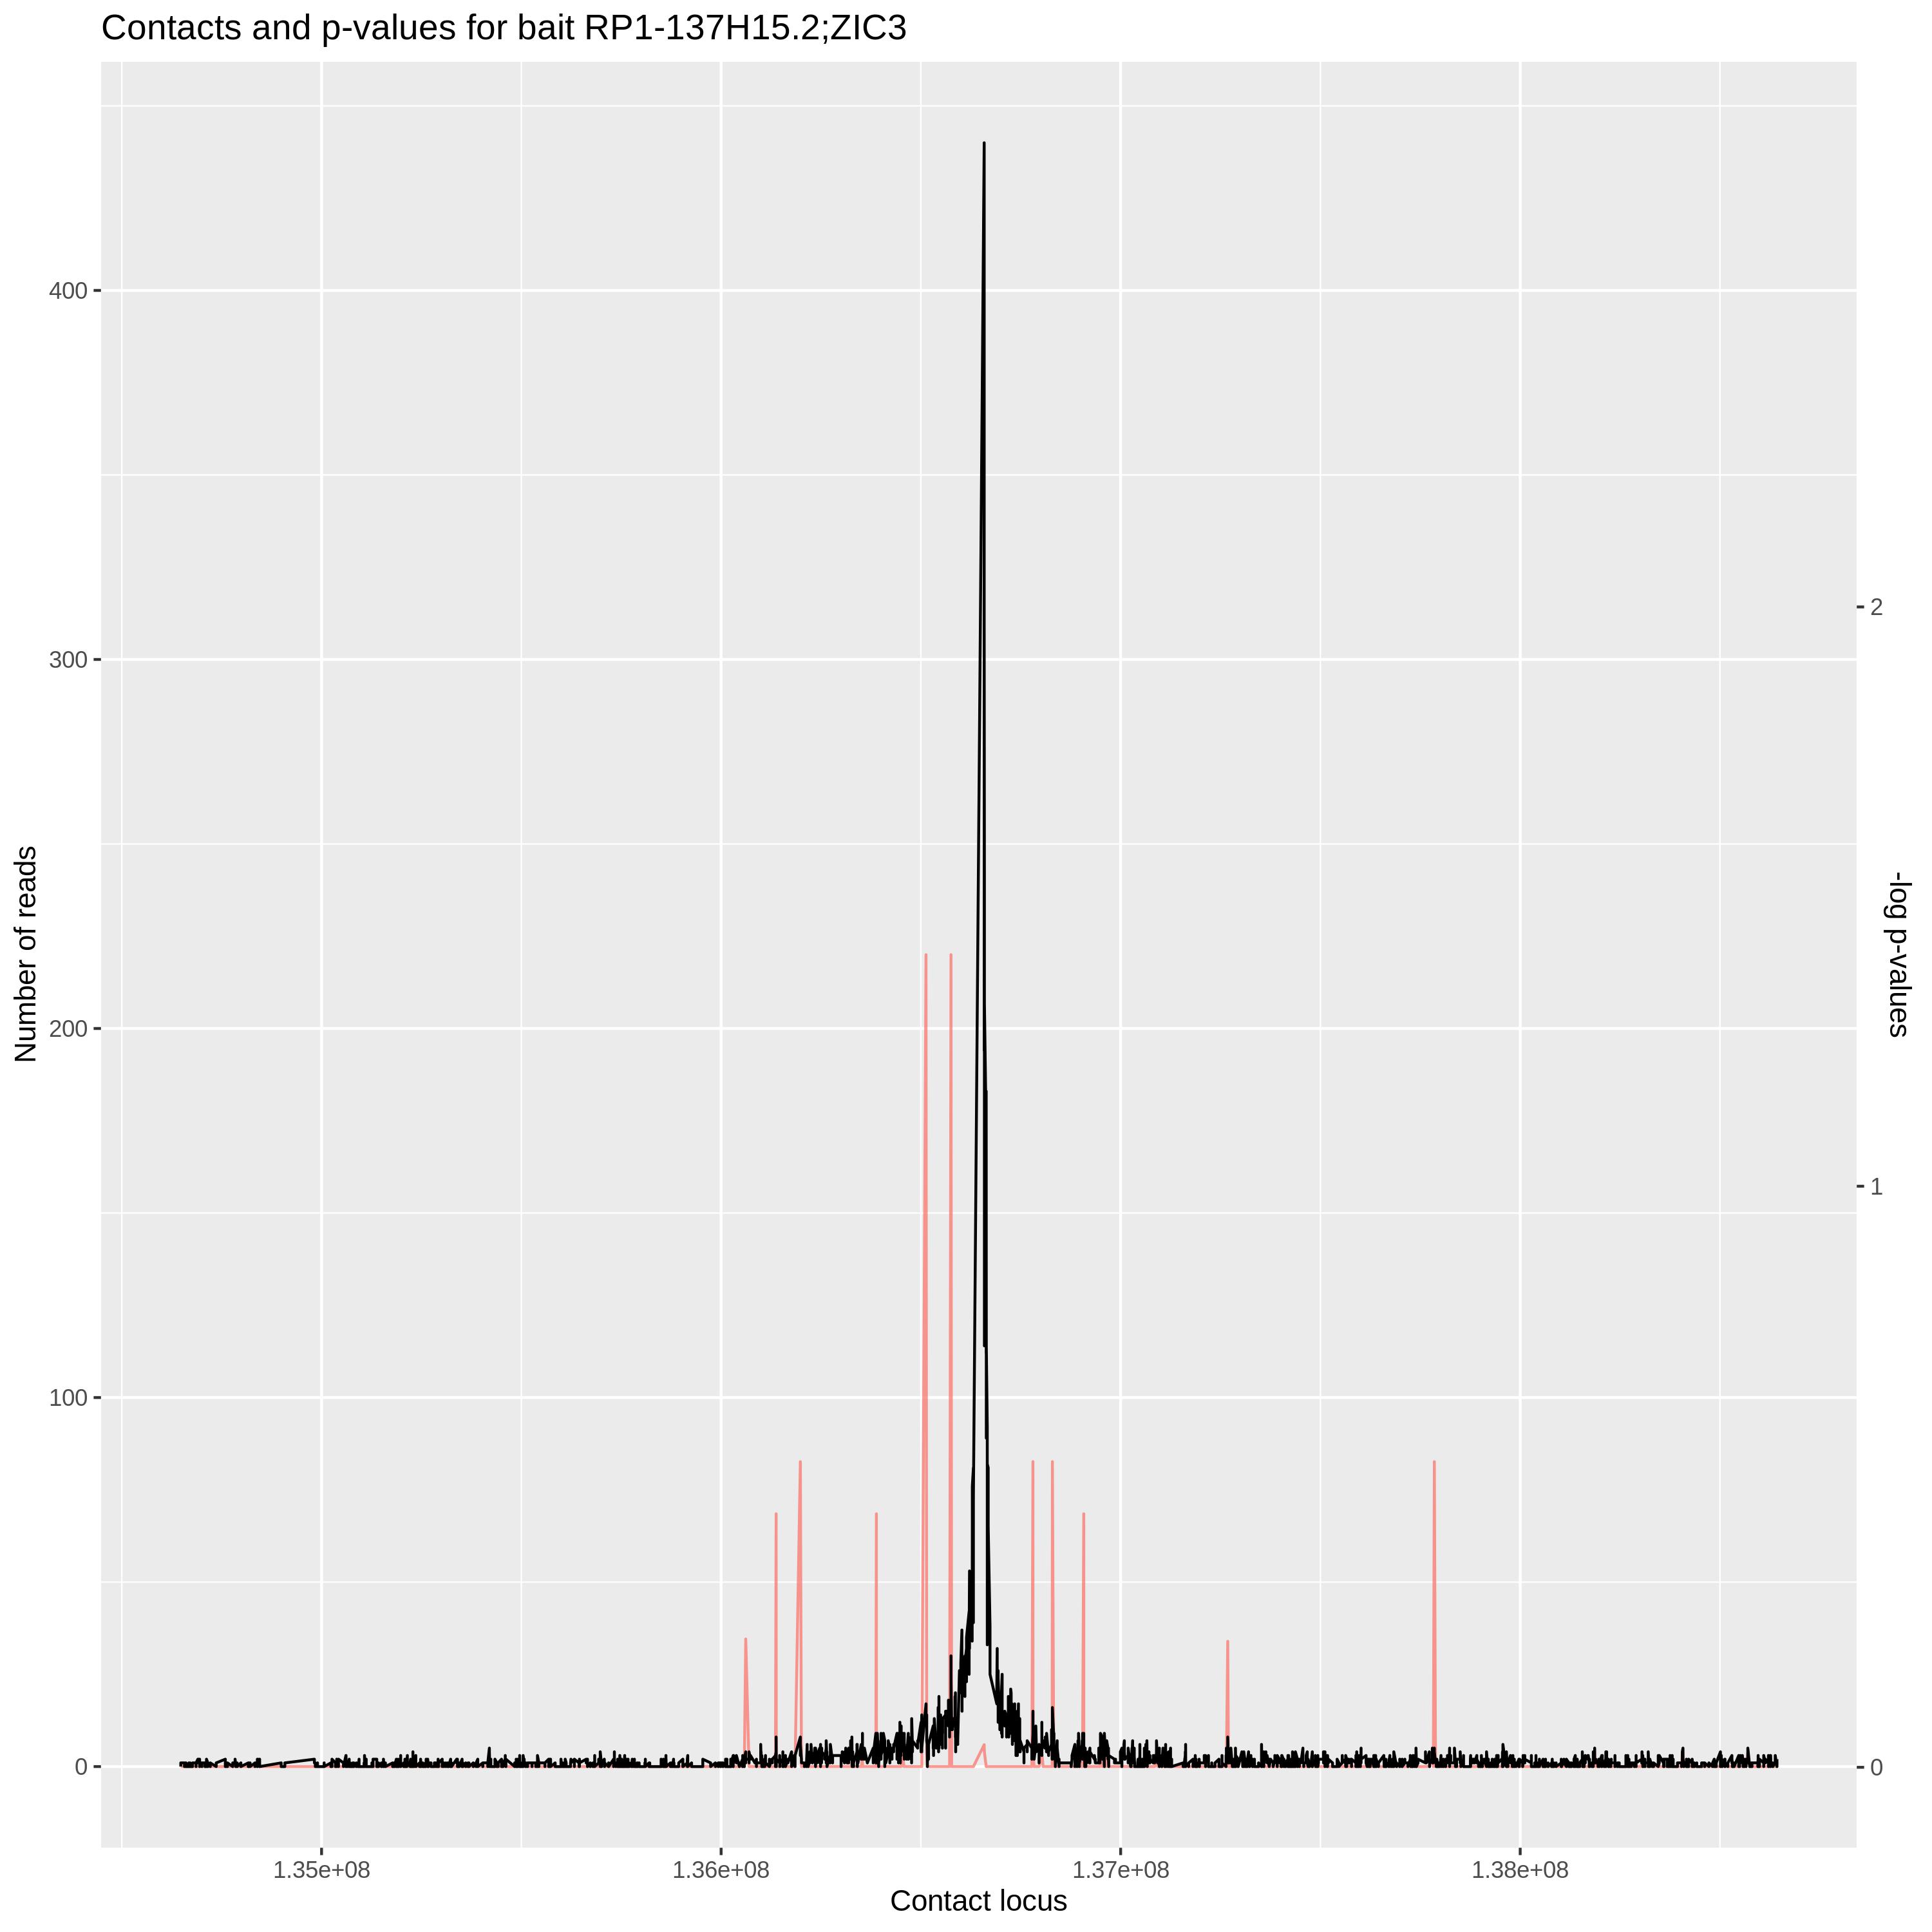 Contacts and p-values for bait RP1-137H15.2;ZIC3
400
300
200
100
0
Number of reads
2
1
0
-log p-values
1.35e+08
1.36e+08
1.37e+08
1.38e+08
Contact locus